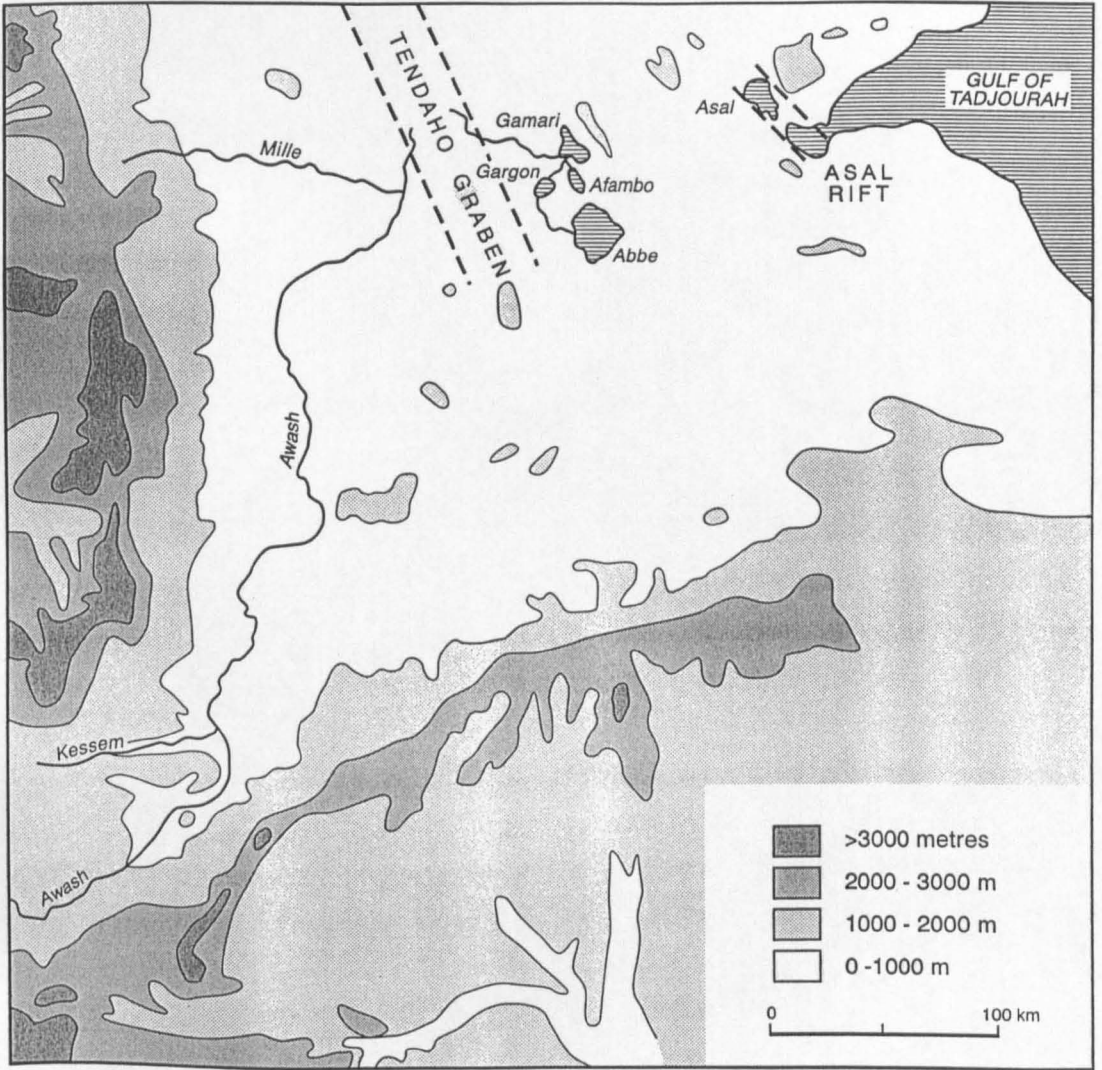 TENDAHO GRABEN
GULF OF
TADJOURAH
Asal
Gamari
Mille
Gargon
Afambo
ASAL
RIFT
Abbe
Awash
Kessem
Awash
>3000 metres
2000 - 3000 m
1000 - 2000 m
0 -1000 m
0
100 km